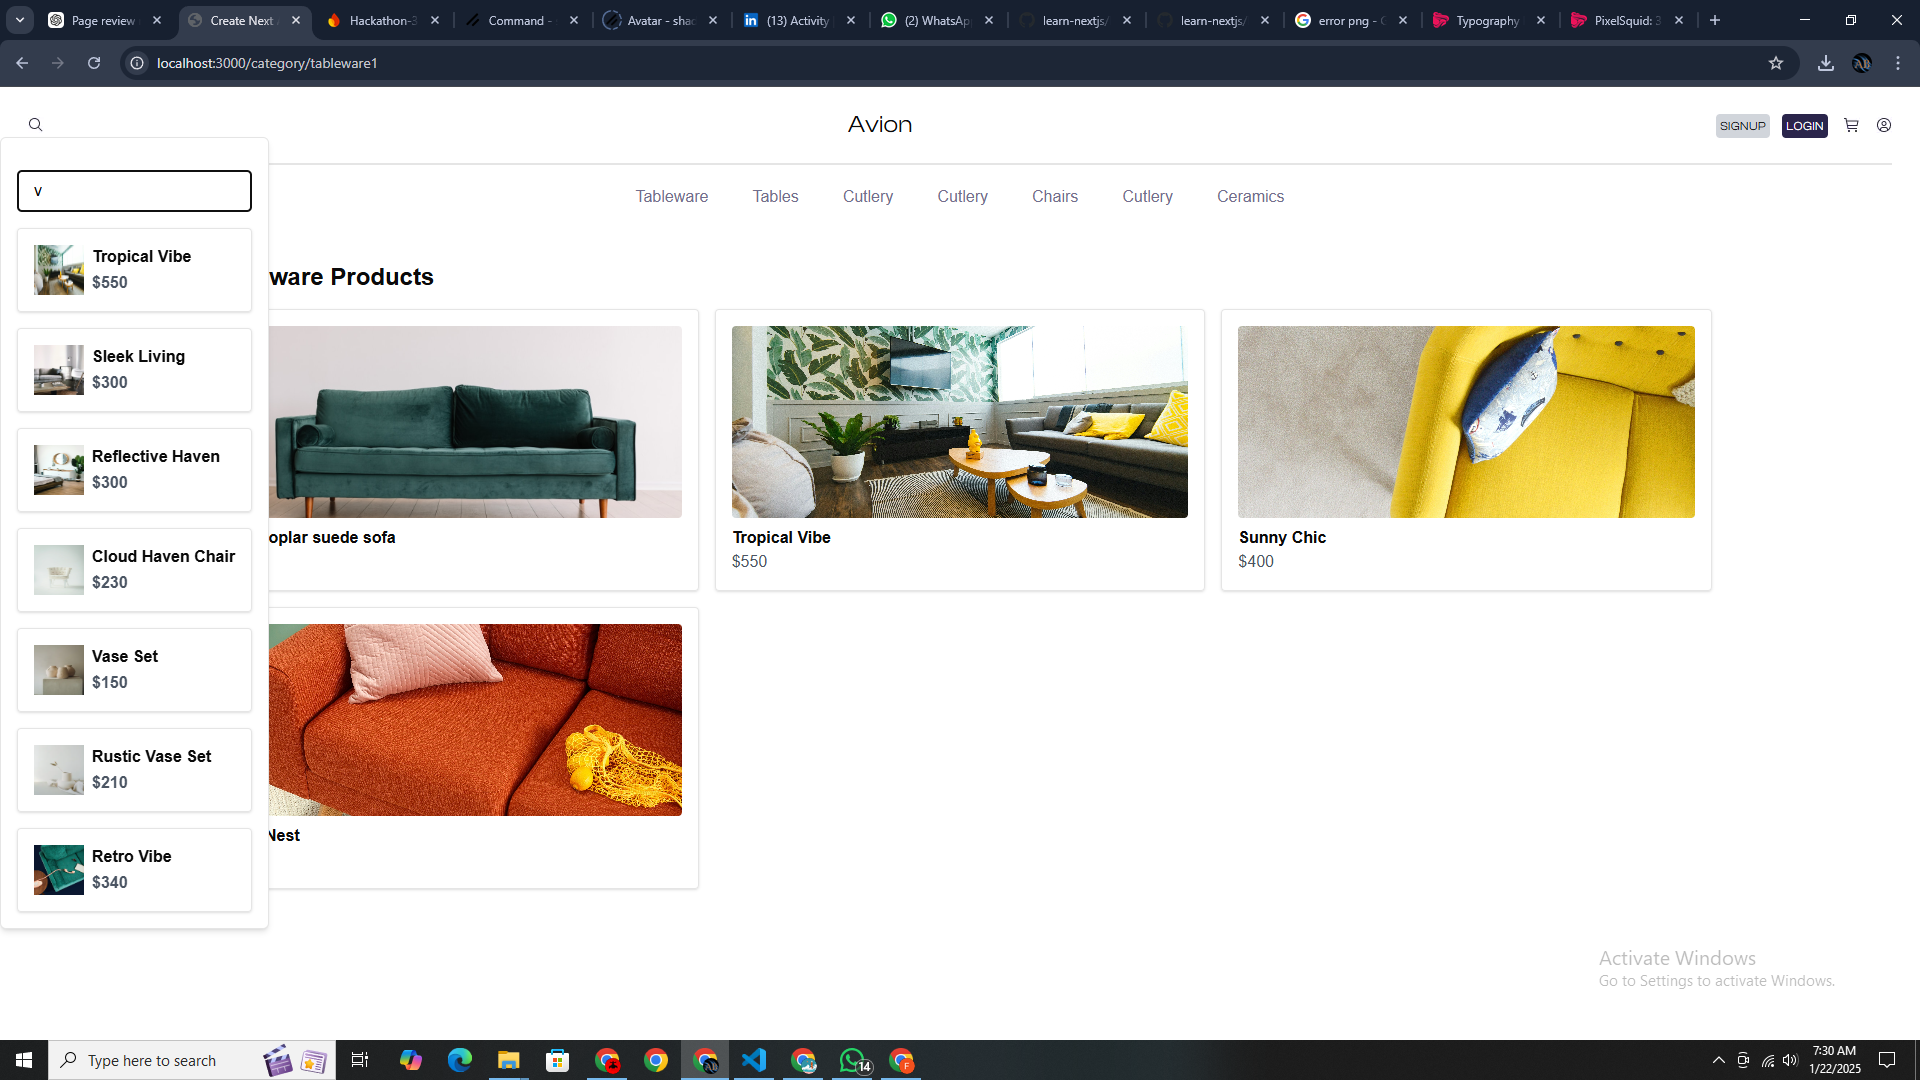 Page review
Create Next
Hackathon-3
Command -
Avatar - shad
(13) Activity
(2) WhatsApp
learn-nextjs/
learn-nextjs/
error png - G
Typography
PixelSquid: 3
localhost:3000/category/tableware1
Avion
SIGNUP
LOGIN
Tableware
Tables
Cutlery
Cutlery
Chairs
Cutlery
Ceramics
v
Tropical Vibe
$550
Sleek Living
$300
Reflective Haven
$300
Cloud Haven Chair
$230
Vase Set
$150
Rustic Vase Set
$210
Retro Vibe
$340
ware Products
oplar suede sofa
Tropical Vibe
$550
Sunny Chic
$400
Nest
Activate Windows
Go to Settings to activate Windows.
Type here to search
14
F
7:30 AM
1/22/2025